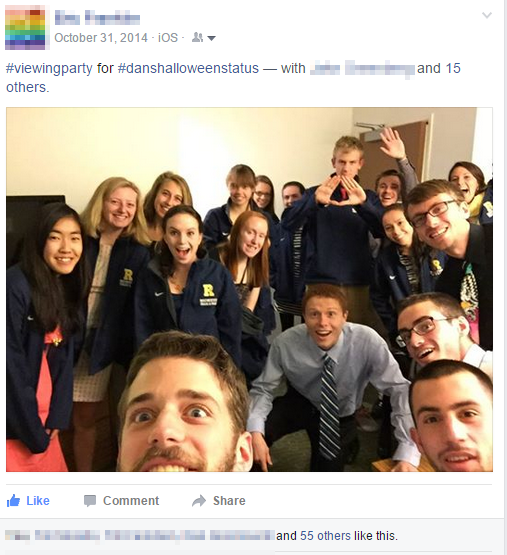 October 31, 2014 · iOS ·
#viewingparty for #danshalloweenstatus — with
and 15
others.
R
R
R
Like Comment Share
and 55 others like this.